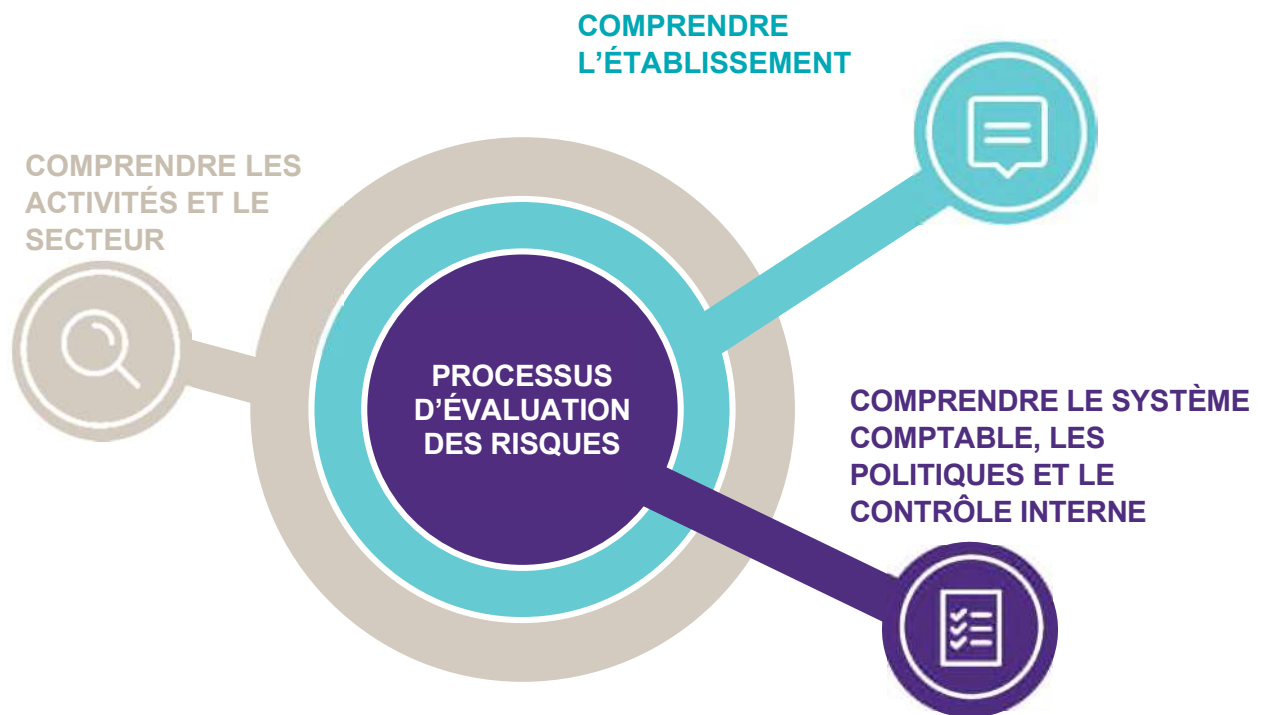 COMPRENDRE
L'ÉTABLISSEMENT
COMPRENDRE LES
ACTIVITÉS ET LE
SECTEUR
PROCESSUS
D'ÉVALUATION
DES RISQUES
COMPRENDRE LE SYSTÈME
COMPTABLE, LES
POLITIQUES ET LE
CONTRÔLE INTERNE